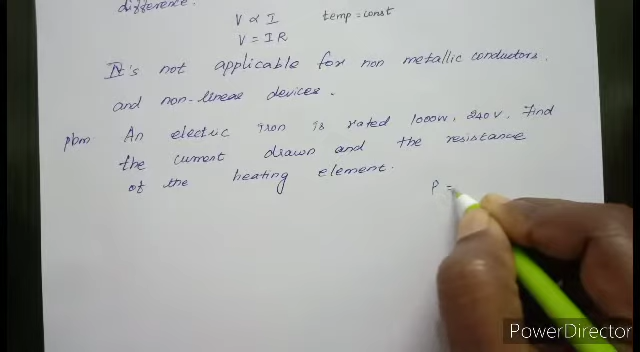 difference.
V ∝ I temp = const
V = IR
It's not applicable for non metallic conductors.
and non-linear devices.
pbm An electric iron is rated 1000W, 240V. Find
the current drawn and the resistance
of the heating element.
P =
PowerDirector